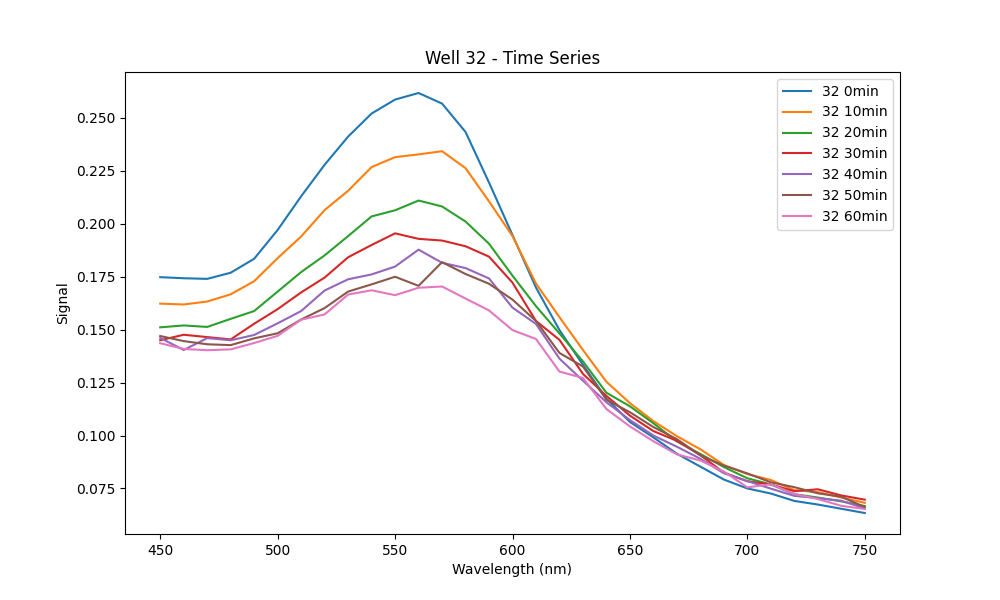 Well 32 - Time Series
32 0min
32 10min
32 20min
32 30min
32 40min
32 50min
32 60min
0.250
0.225
0.200
0.175
0.150
0.125
0.100
0.075
Signal
450 500 550 600 650 700 750
Wavelength (nm)